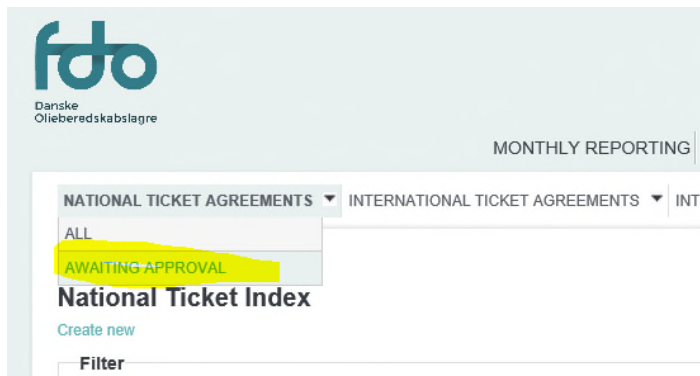 fdo
Danske
Olieberedskabslagre
MONTHLY REPORTING
NATIONAL TICKET AGREEMENTS INTERNATIONAL TICKET AGREEMENTS INT
ALL
AWAITING APPROVAL
National Ticket Index
Create new
Filter